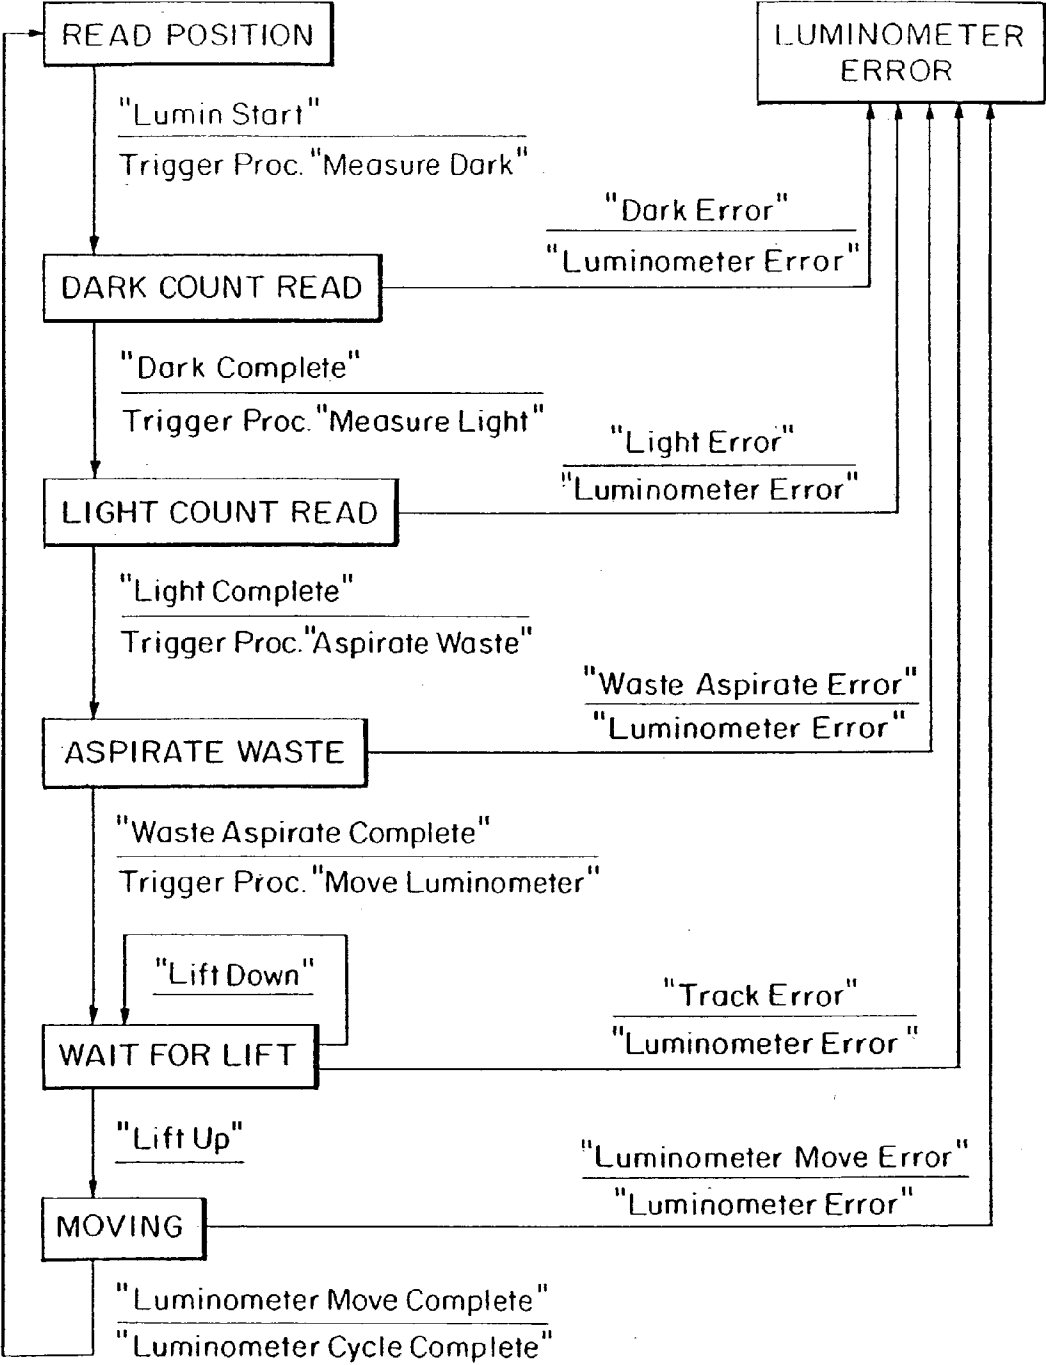 READ POSITION
LUMINOMETER
ERROR
"Lumin Start"
Trigger Proc. "Measure Dark"
"Dark Error"
"Luminometer Error"
DARK COUNT READ
"Dark Complete"
Trigger Proc. "Measure Light"
"Light Error"
"Luminometer Error"
LIGHT COUNT READ
"Light Complete"
Trigger Proc. "Aspirate Waste"
"Waste Aspirate Error"
"Luminometer Error"
ASPIRATE WASTE
"Waste Aspirate Complete"
Trigger Proc. "Move Luminometer"
"Lift Down"
"Track Error"
"Luminometer Error"
WAIT FOR LIFT
"Lift Up"
"Luminometer Move Error"
"Luminometer Error"
MOVING
"Luminometer Move Complete"
"Luminometer Cycle Complete"